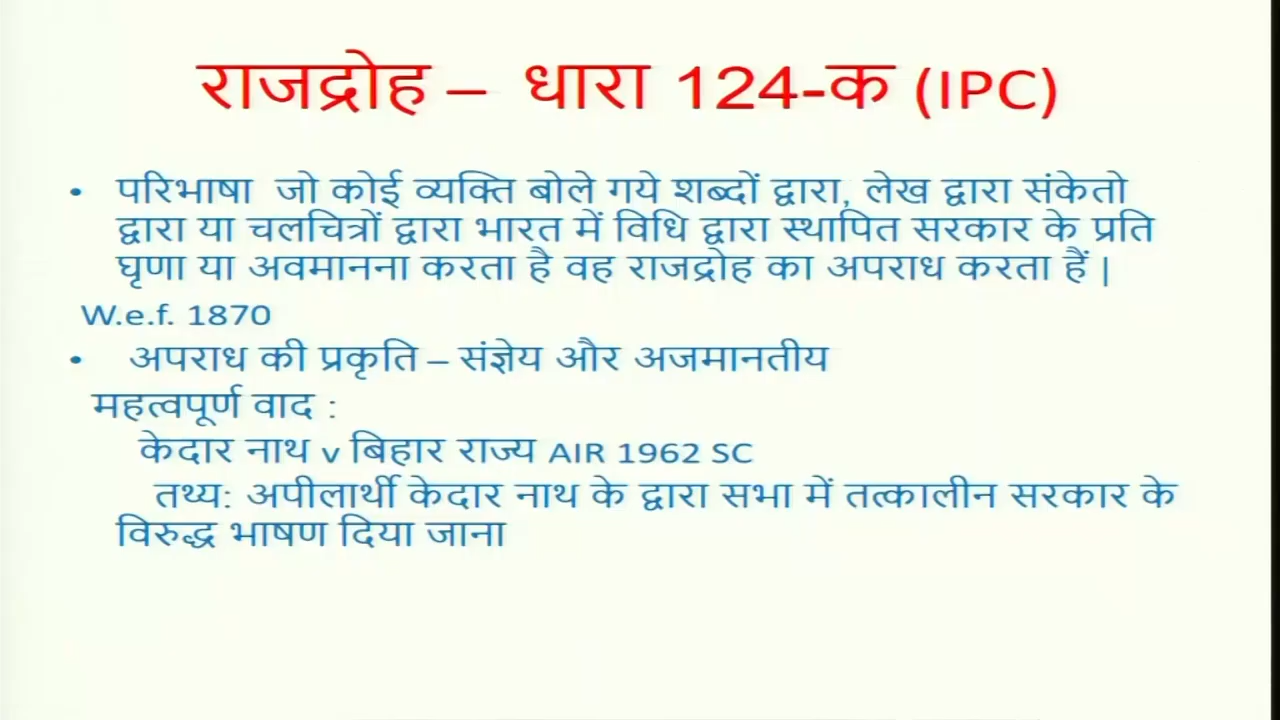 राजद्रोह – धारा 124-क (IPC)
• परिभाषा जो कोई व्यक्ति बोले गये शब्दों द्वारा, लेख द्वारा संकेतो
द्वारा या चलचित्रों द्वारा भारत में विधि द्वारा स्थापित सरकार के प्रति
घृणा या अवमानना करता है वह राजद्रोह का अपराध करता हैं |
W.e.f. 1870
• अपराध की प्रकृति – संज्ञेय और अजमानतीय
महत्वपूर्ण वाद :
केदार नाथ v बिहार राज्य AIR 1962 SC
तथ्य: अपीलार्थी केदार नाथ के द्वारा सभा में तत्कालीन सरकार के
विरुद्ध भाषण दिया जाना